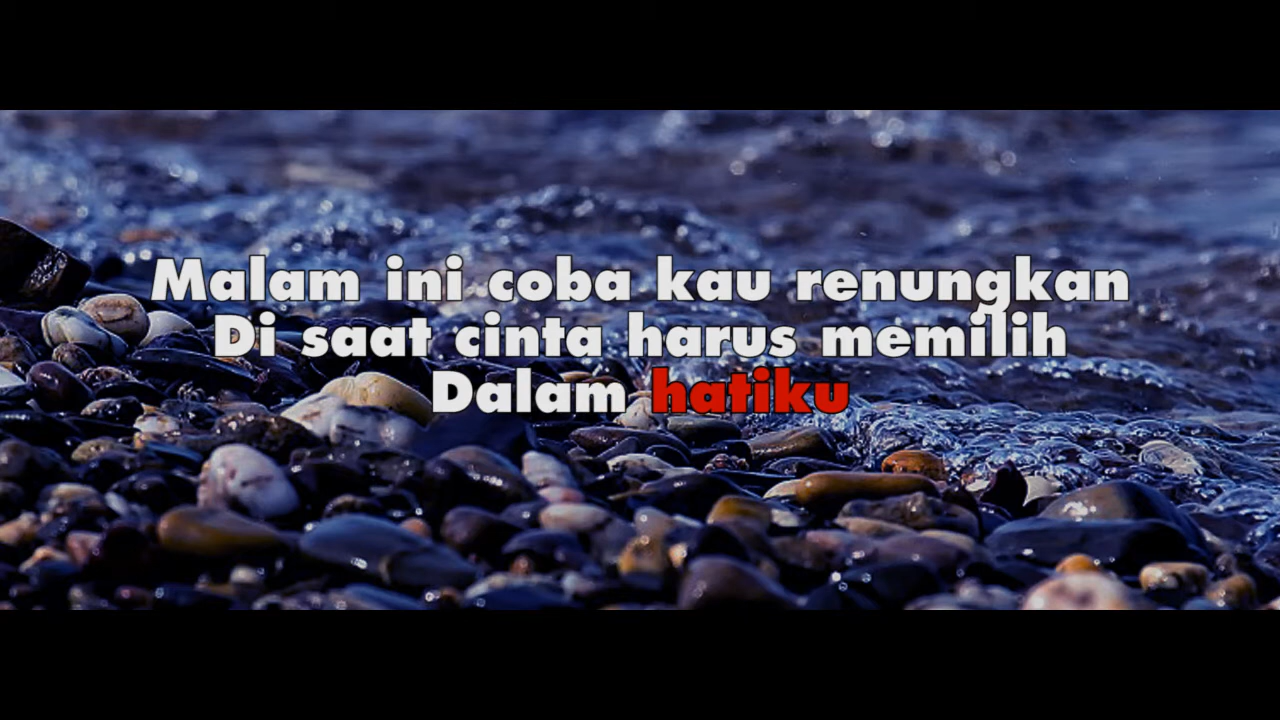 Malam ini coba kau renungkan
Di saat cinta harus memilih
Dalam hatiku